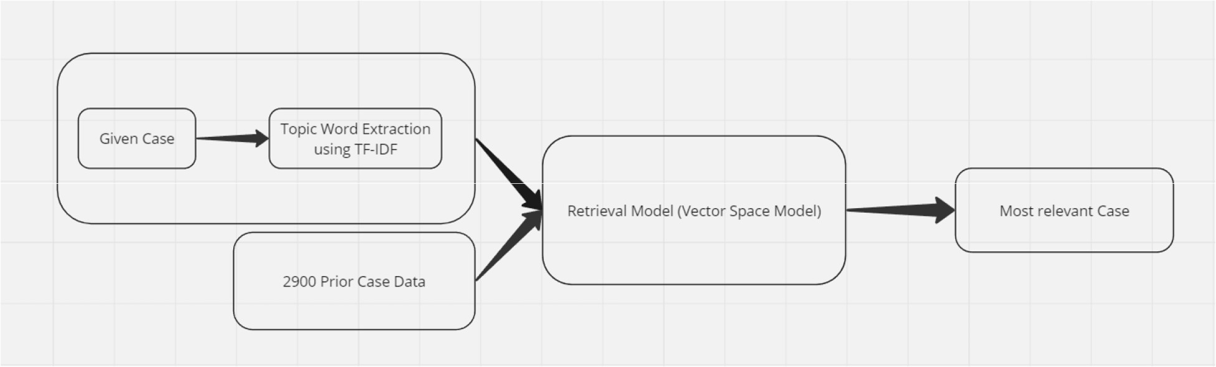 Given Case
Topic Word Extraction
using TF-IDF
Retrieval Model (Vector Space Model)
Most relevant Case
2900 Prior Case Data